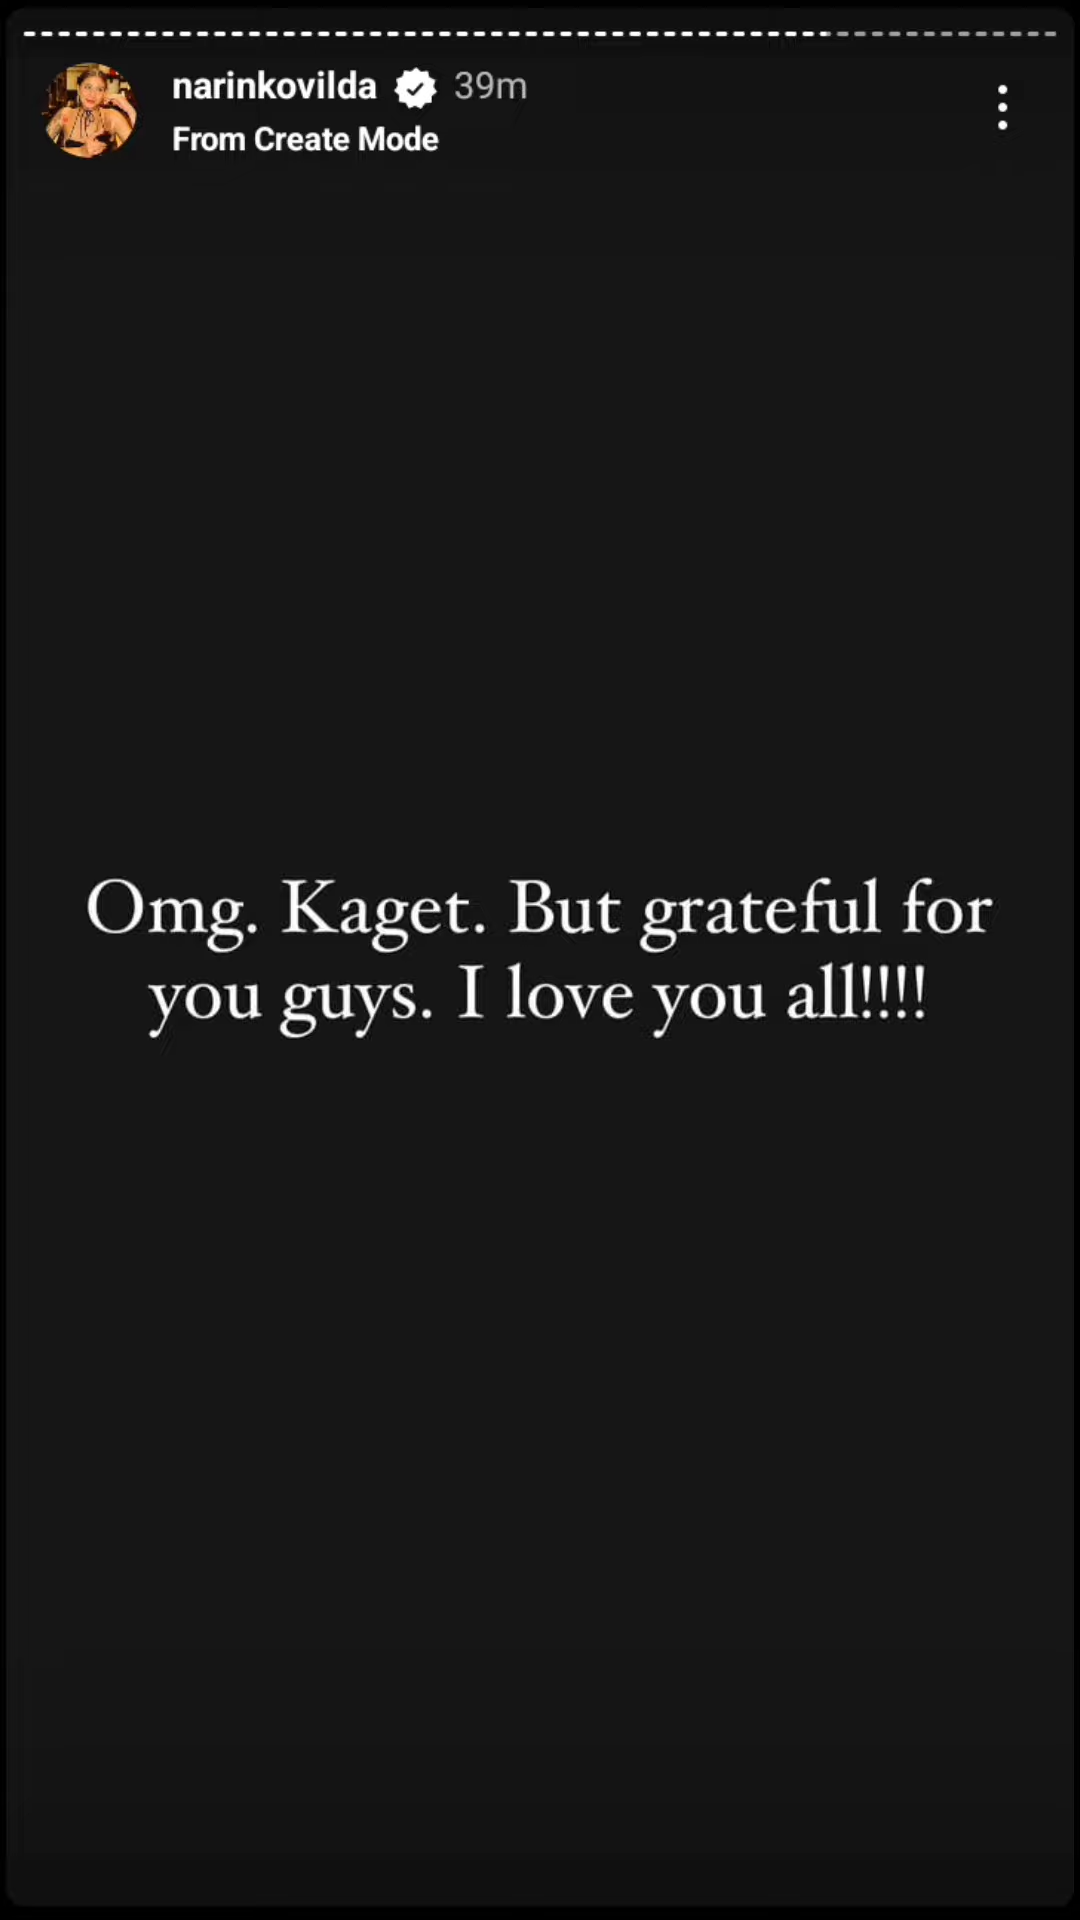 narinkovilda 39m
From Create Mode
Omg. Kaget. But grateful for
you guys. I love you all!!!!